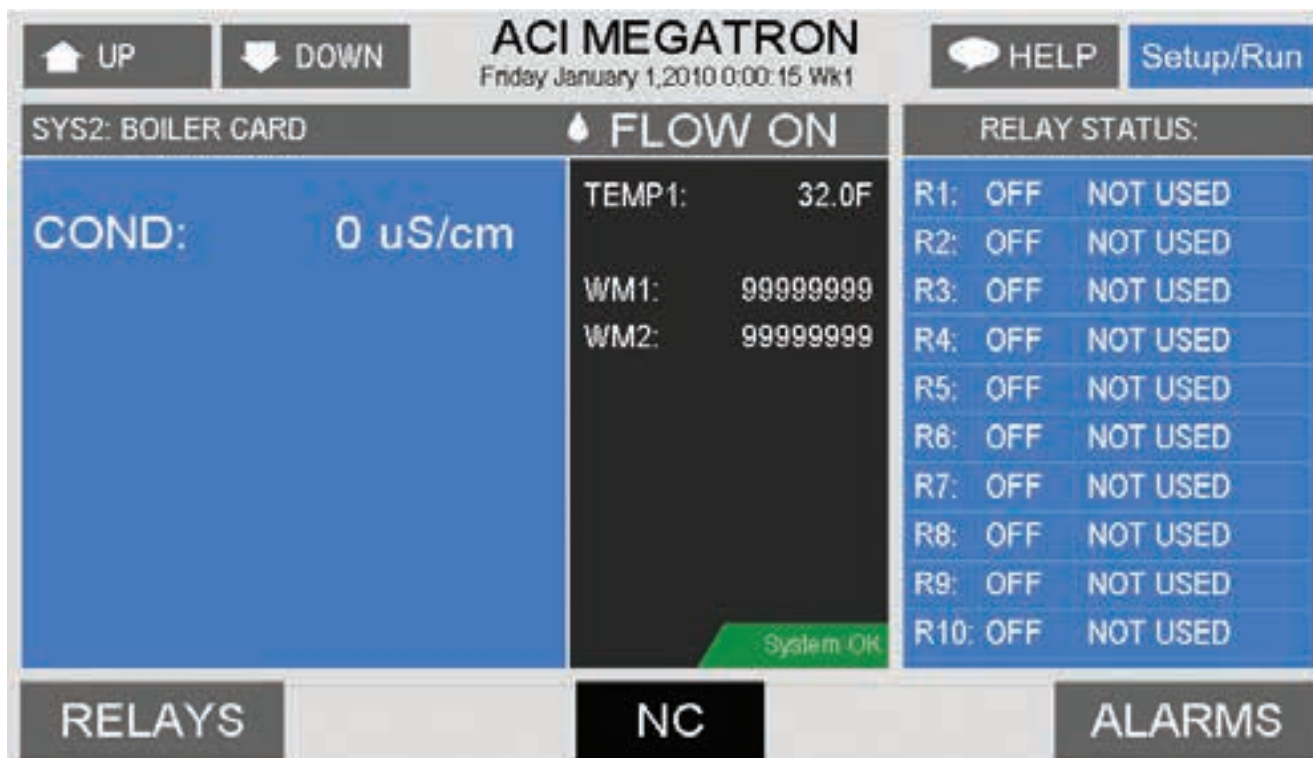 UP
DOWN
ACI MEGATRON
Friday January 1,2010 0:00:15 Wk1
HELP
Setup/Run
SYS2: BOILER CARD
FLOW ON
RELAY STATUS:
COND: 0 uS/cm
TEMP1: 32.0F
WM1: 99999999
WM2: 99999999
System OK
R1: OFF NOT USED
R2: OFF NOT USED
R3: OFF NOT USED
R4: OFF NOT USED
R5: OFF NOT USED
R6: OFF NOT USED
R7: OFF NOT USED
R8: OFF NOT USED
R9: OFF NOT USED
R10: OFF NOT USED
RELAYS
NC
ALARMS